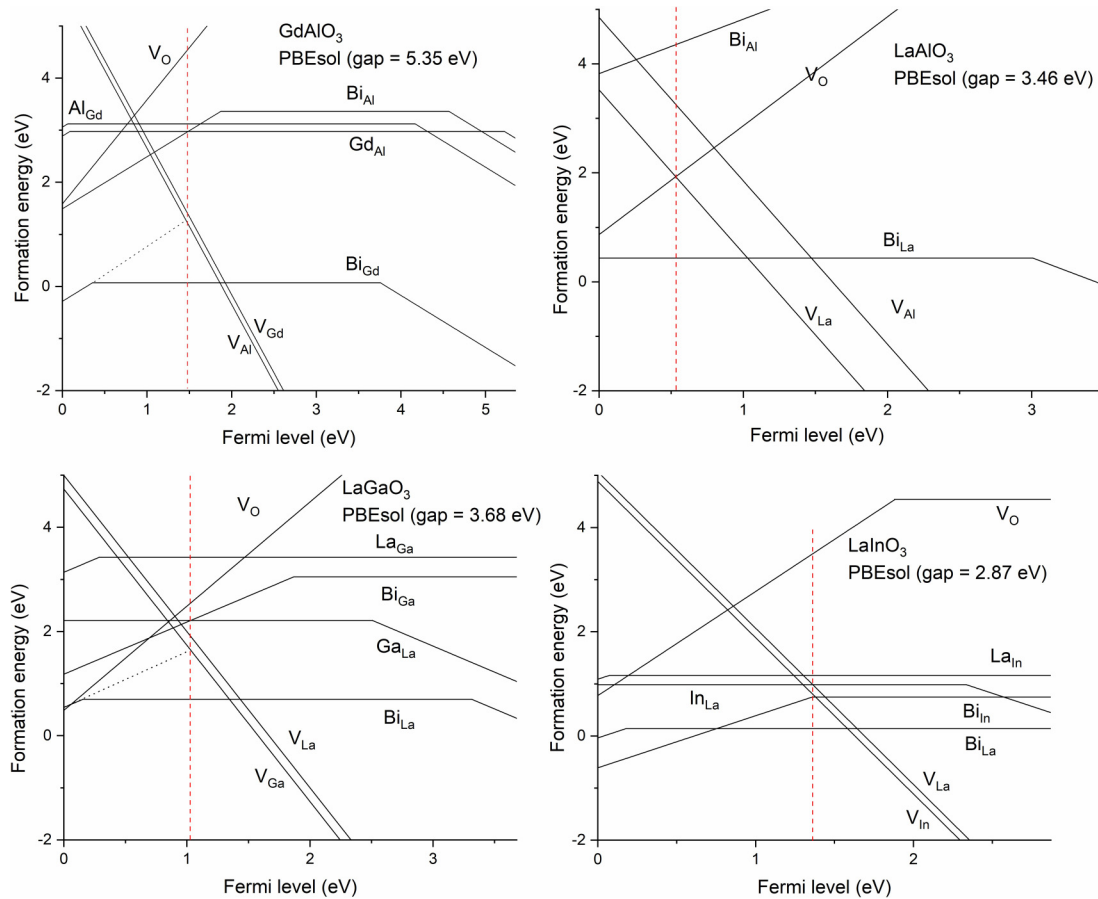 GdAlO3
PBEsol (gap = 5.35 eV)
VO
AlGd
BiAl
GdAl
BiGd
VGd
VAl
4
2
0
-2
0
1
2
3
4
5
Formation energy (eV)
Fermi level (eV)
LaAlO3
PBEsol (gap = 3.46 eV)
BiAl
VO
BiLa
VLa
VAl
4
2
0
-2
0
1
2
3
Formation energy (eV)
Fermi level (eV)
LaGaO3
PBEsol (gap = 3.68 eV)
VO
LaGa
BiGa
GaLa
BiLa
VLa
VGa
4
2
0
-2
0
1
2
3
Formation energy (eV)
Fermi level (eV)
LaInO3
PBEsol (gap = 2.87 eV)
VO
LaIn
InLa
BiIn
BiLa
VLa
VIn
4
2
0
-2
0
1
2
Formation energy (eV)
Fermi level (eV)